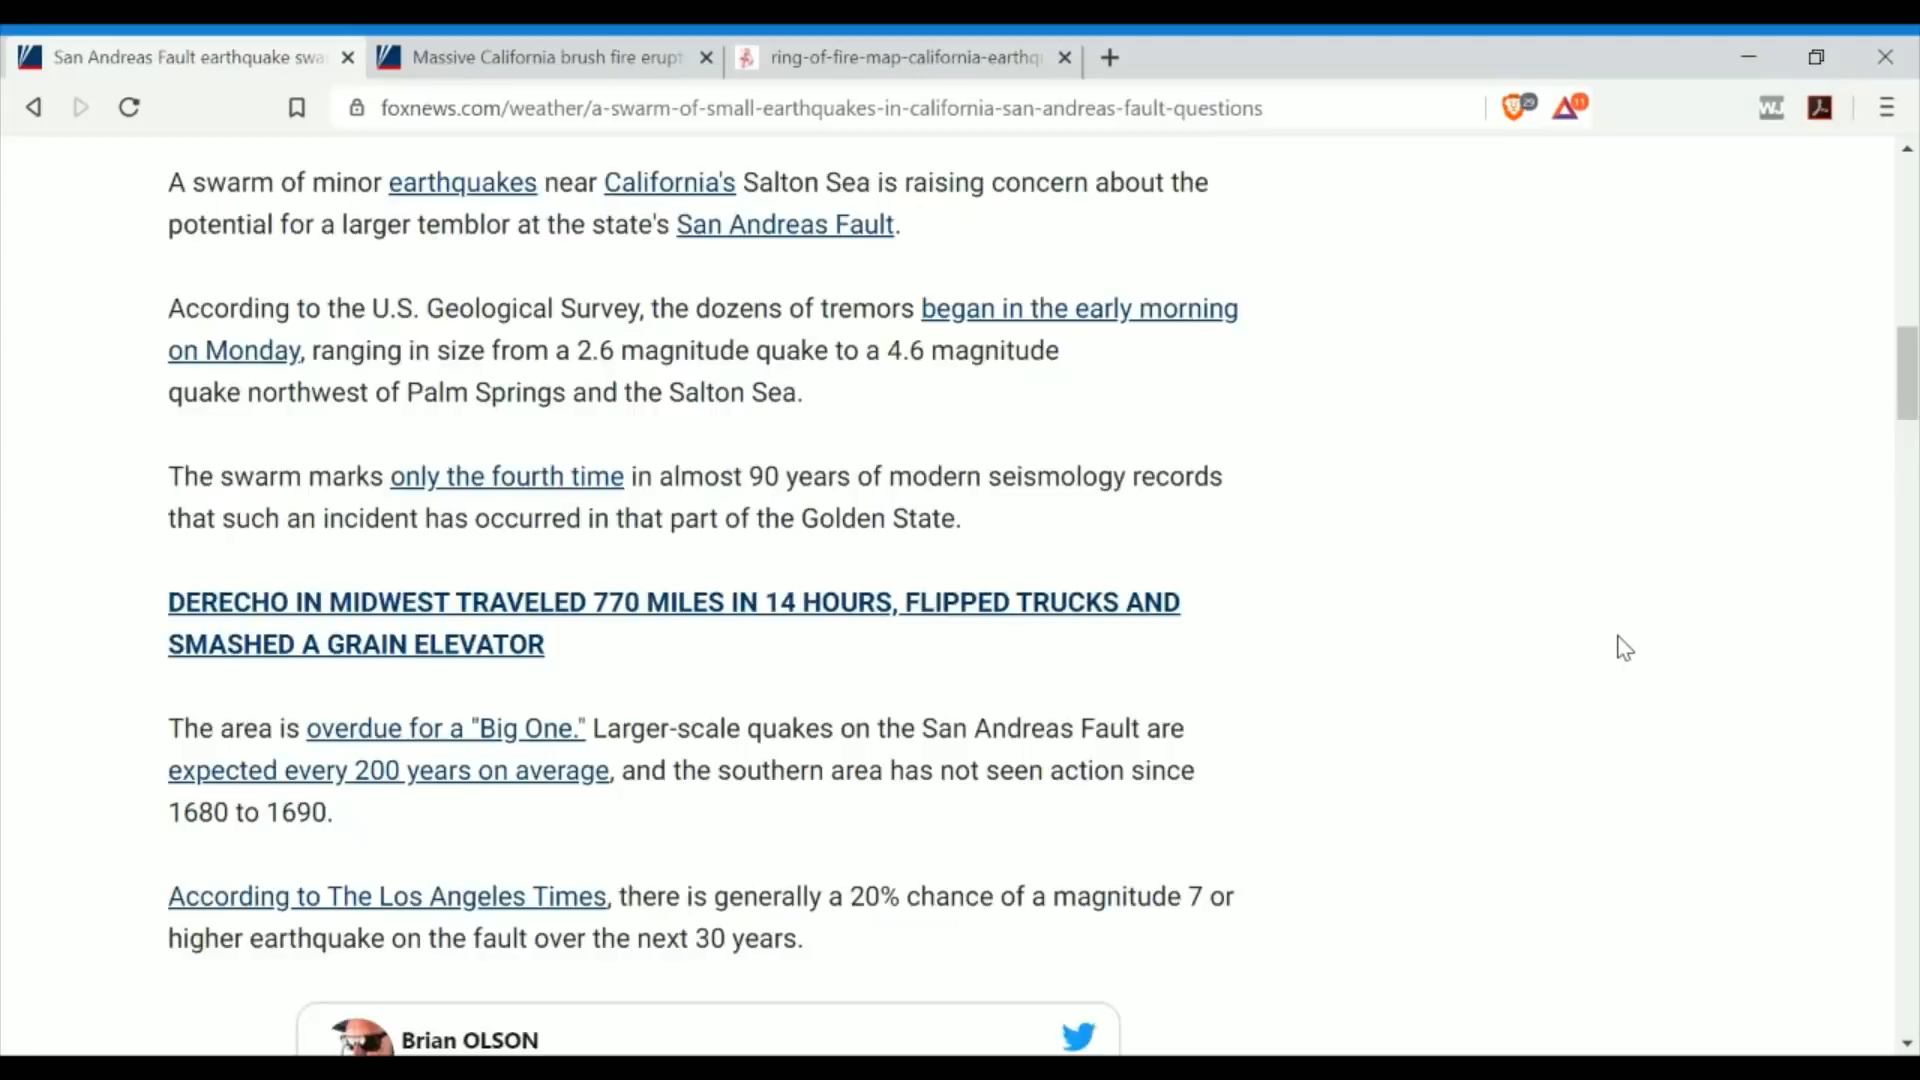 San Andreas Fault earthquake swa
Massive California brush fire erupt
ring-of-fire-map-california-earthq
foxnews.com/weather/a-swarm-of-small-earthquakes-in-california-san-andreas-fault-questions
29
11
WJ
A swarm of minor earthquakes near California's Salton Sea is raising concern about the
potential for a larger temblor at the state's San Andreas Fault.
According to the U.S. Geological Survey, the dozens of tremors began in the early morning
on Monday, ranging in size from a 2.6 magnitude quake to a 4.6 magnitude
quake northwest of Palm Springs and the Salton Sea.
The swarm marks only the fourth time in almost 90 years of modern seismology records
that such an incident has occurred in that part of the Golden State.
DERECHO IN MIDWEST TRAVELED 770 MILES IN 14 HOURS, FLIPPED TRUCKS AND
SMASHED A GRAIN ELEVATOR
The area is overdue for a "Big One." Larger-scale quakes on the San Andreas Fault are
expected every 200 years on average, and the southern area has not seen action since
1680 to 1690.
According to The Los Angeles Times, there is generally a 20% chance of a magnitude 7 or
higher earthquake on the fault over the next 30 years.
Brian OLSON